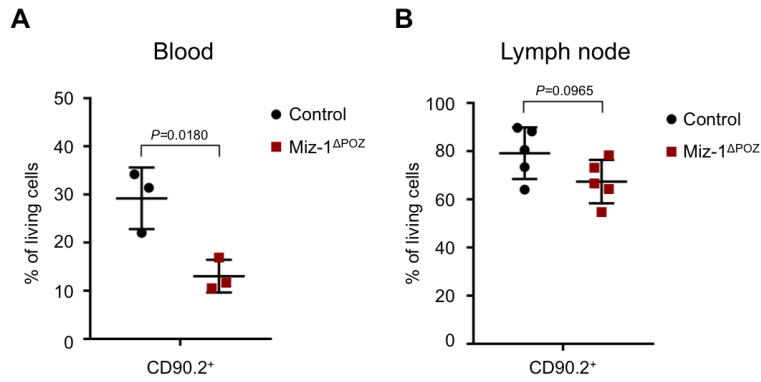 A
Blood
% of living cells
50
40
30
20
10
0
P=0.0180
Control
Miz-1ΔPOZ
CD90.2+
B
Lymph node
% of living cells
100
80
60
40
20
0
P=0.0965
Control
Miz-1ΔPOZ
CD90.2+